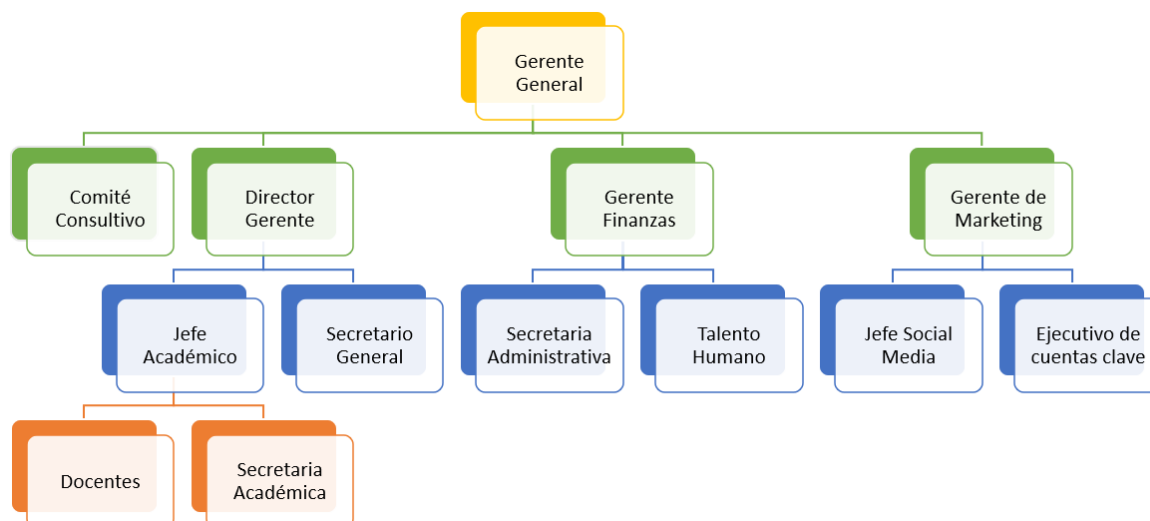 Gerente
General
Comité
Consultivo
Director
Gerente
Gerente
Finanzas
Gerente de
Marketing
Jefe
Académico
Secretario
General
Secretaria
Administrativa
Talento
Humano
Jefe Social
Media
Ejecutivo de
cuentas clave
Docentes
Secretaria
Académica